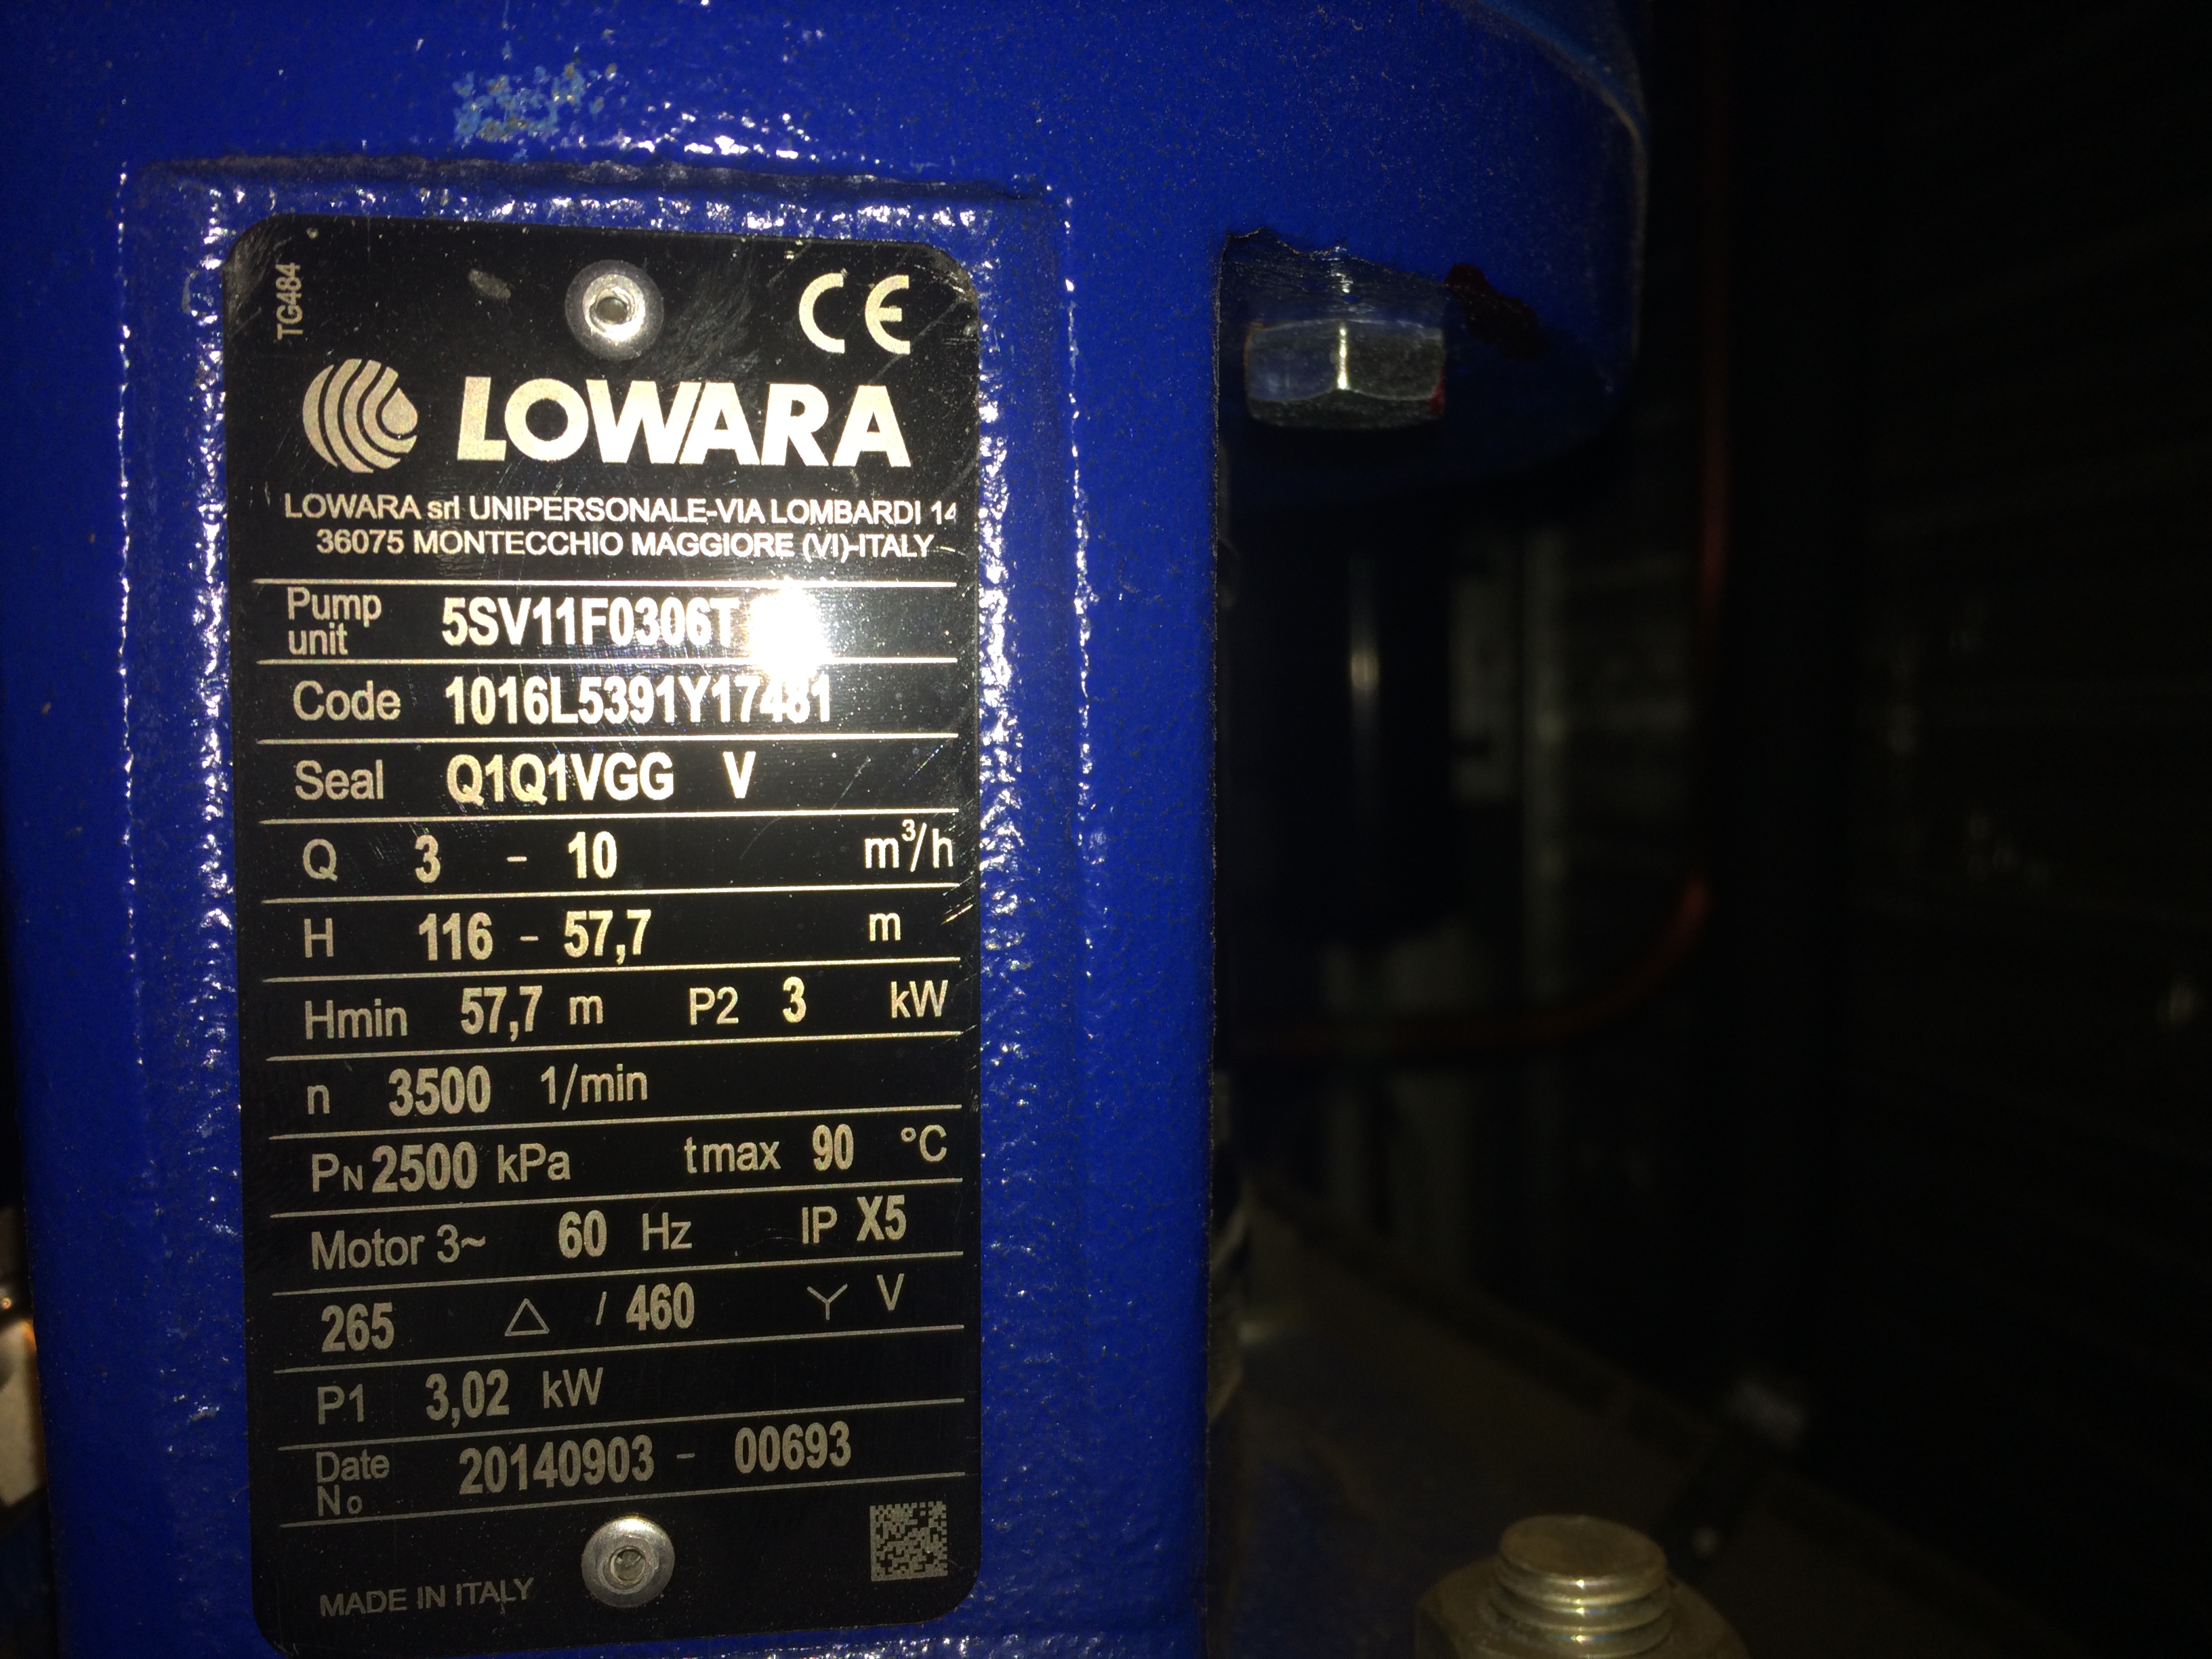 TG484
CE
LOWARA
LOWARA srl UNIPERSONALE-VIA LOMBARDI 14
36075 MONTECCHIO MAGGIORE (VI)-ITALY
Pump unit 5SV11F0306T
Code 1016L5391Y17481
Seal Q1Q1VGG V
Q 3 - 10 m³/h
H 116 - 57,7 m
Hmin 57,7 m P2 3 kW
n 3500 1/min
PN 2500 kPa tmax 90 °C
Motor 3~ 60 Hz IP X5
265 △ / 460 Y V
P1 3,02 kW
Date No 20140903 - 00693
MADE IN ITALY